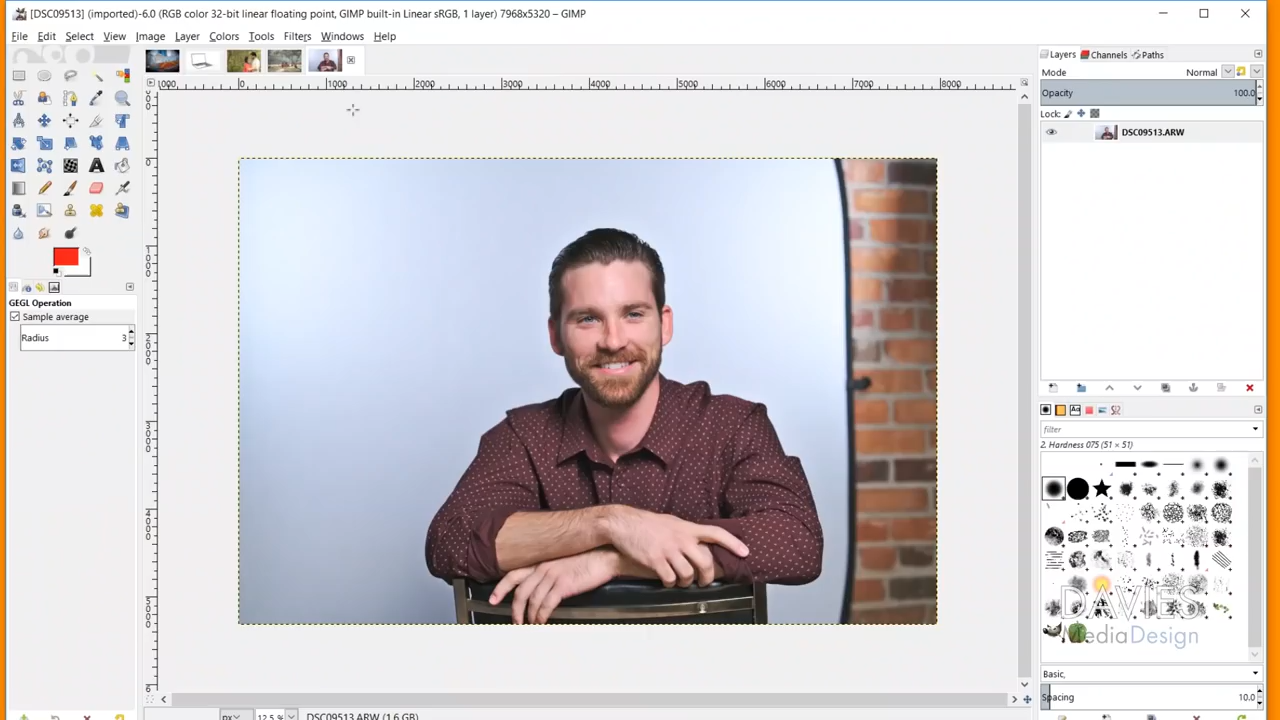 [DSC09513] (imported)-6.0 (RGB color 32-bit linear floating point, GIMP built-in Linear sRGB, 1 layer) 7968x5320 – GIMP
File Edit Select View Image Layer Colors Tools Filters Windows Help
Layers Channels Paths
Mode Normal
Opacity 100.0
Lock:
DSC09513.ARW
0 1000 2000 3000 4000 5000 6000 7000 8000
GEGL Operation
Sample average
Radius 3
filter
2. Hardness 075 (51 × 51)
DAVIES
MediaDesign
Basic,
Spacing 10.0
px 12.5 % DSC09513.ARW (1.6 GB)